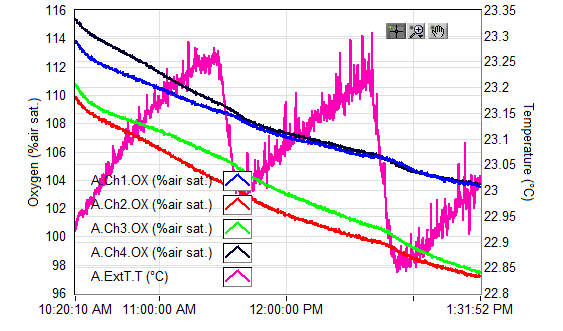 116
114
112
110
108
106
104
102
100
98
96
Oxygen (%air sat.)
23.35
23.3
23.25
23.2
23.15
23.1
23.05
23
22.95
22.9
22.85
22.8
Temperature (°C)
A.Ch1.OX (%air sat.)
A.Ch2.OX (%air sat.)
A.Ch3.OX (%air sat.)
A.Ch4.OX (%air sat.)
A.ExtT.T (°C)
10:20:10 AM 11:00:00 AM 12:00:00 PM 1:31:52 PM